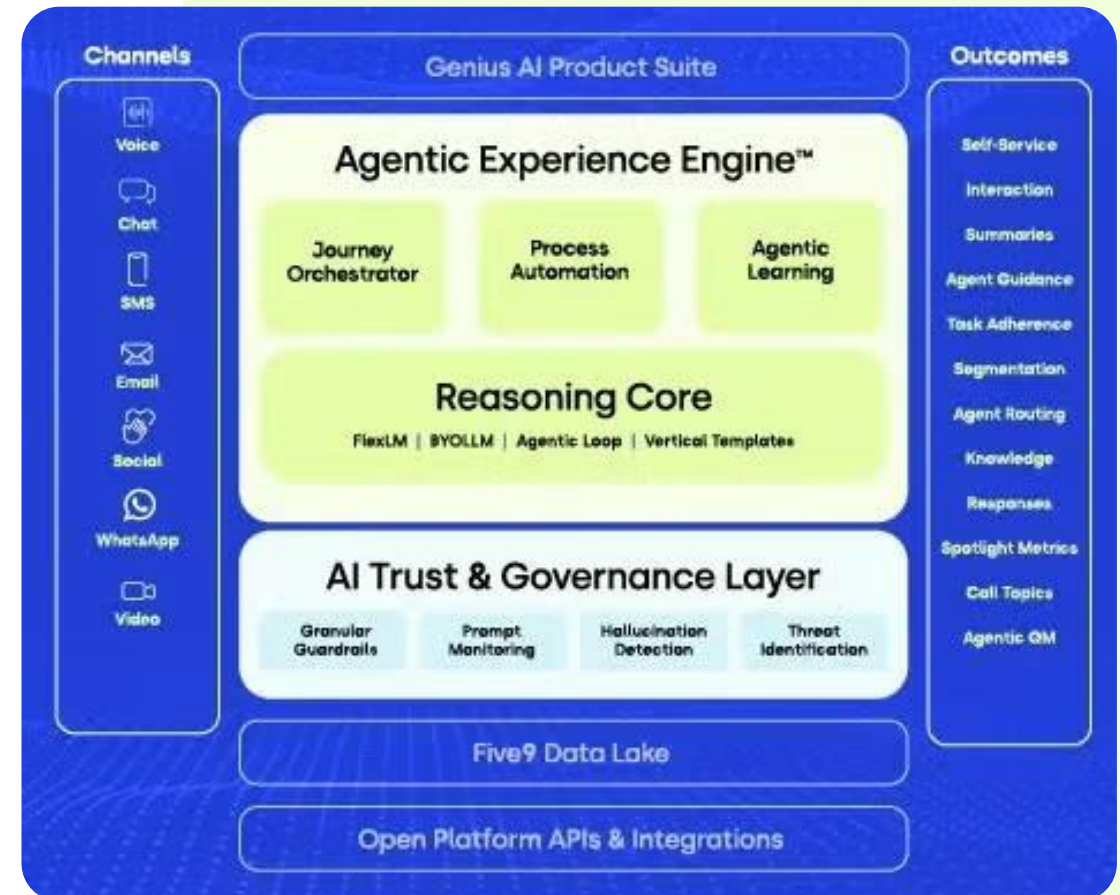 Channels
Voice
Chat
SMS
Email
Social
WhatsApp
Video
Genius AI Product Suite
Agentic Experience Engine™
Journey
Orchestrator
Process
Automation
Agentic
Learning
Reasoning Core
FlexLM | BYOLLM | Agentic Loop | Vertical Templates
AI Trust & Governance Layer
Granular
Guardrails
Prompt
Monitoring
Hallucination
Detection
Threat
Identification
Five9 Data Lake
Open Platform APIs & Integrations
Outcomes
Self-Service
Interaction
Summaries
Agent Guidance
Task Adherence
Segmentation
Agent Routing
Knowledge
Responses
Spotlight Metrics
Call Topics
Agentic QM